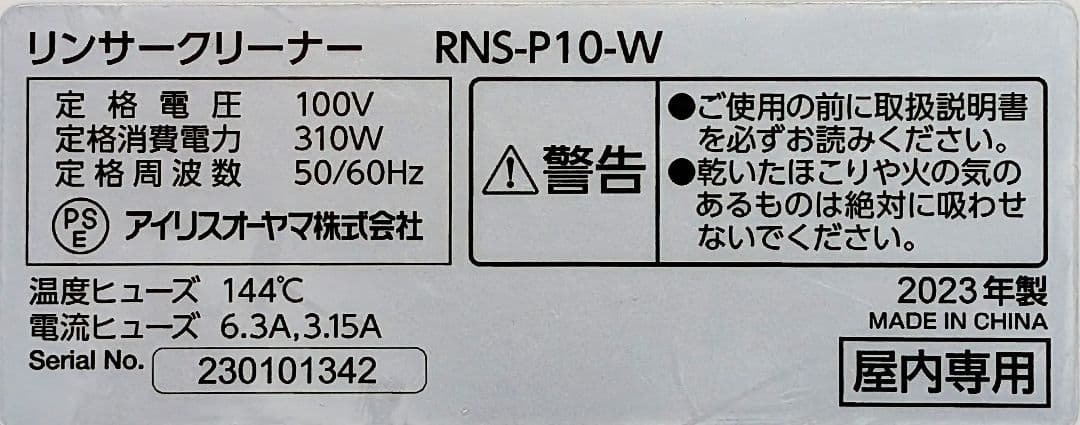 リンサークリーナー RNS-P10-W
定格電圧 100V
定格消費電力 310W
定格周波数 50/60Hz
PSE アイリスオーヤマ株式会社
警告
●ご使用の前に取扱説明書
を必ずお読みください。
●乾いたほこりや火の気の
あるものは絶対に吸わせ
ないでください。
温度ヒューズ 144℃
電流ヒューズ 6.3A,3.15A
Serial No. 230101342
2023年製
MADE IN CHINA
屋内専用